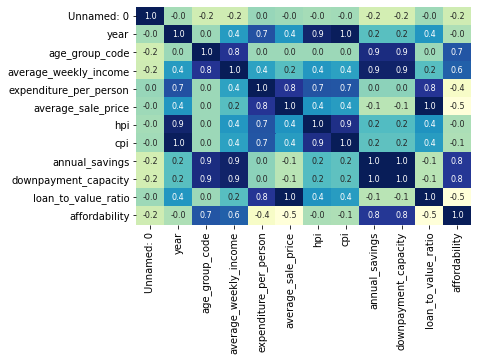 Unnamed: 0 1.0 -0.0 -0.2 -0.2 0.0 -0.0 -0.0 -0.0 -0.2 -0.2 -0.0 -0.2
year -0.0 1.0 0.0 0.4 0.7 0.4 0.9 1.0 0.2 0.2 0.4 -0.0
age_group_code -0.2 0.0 1.0 0.8 0.0 0.0 0.0 0.0 0.9 0.9 0.0 0.7
average_weekly_income -0.2 0.4 0.8 1.0 0.4 0.2 0.4 0.4 0.9 0.9 0.2 0.6
expenditure_per_person 0.0 0.7 0.0 0.4 1.0 0.8 0.7 0.7 0.0 0.0 0.8 -0.4
average_sale_price -0.0 0.4 0.0 0.2 0.8 1.0 0.4 0.4 -0.1 -0.1 1.0 -0.5
hpi -0.0 0.9 0.0 0.4 0.7 0.4 1.0 0.9 0.2 0.2 0.4 -0.0
cpi -0.0 1.0 0.0 0.4 0.7 0.4 0.9 1.0 0.2 0.2 0.4 -0.1
annual_savings -0.2 0.2 0.9 0.9 0.0 -0.1 0.2 0.2 1.0 1.0 -0.1 0.8
downpayment_capacity -0.2 0.2 0.9 0.9 0.0 -0.1 0.2 0.2 1.0 1.0 -0.1 0.8
loan_to_value_ratio -0.0 0.4 0.0 0.2 0.8 1.0 0.4 0.4 -0.1 -0.1 1.0 -0.5
affordability -0.2 -0.0 0.7 0.6 -0.4 -0.5 -0.0 -0.1 0.8 0.8 -0.5 1.0
Unnamed: 0
year
age_group_code
average_weekly_income
expenditure_per_person
average_sale_price
hpi
cpi
annual_savings
downpayment_capacity
loan_to_value_ratio
affordability